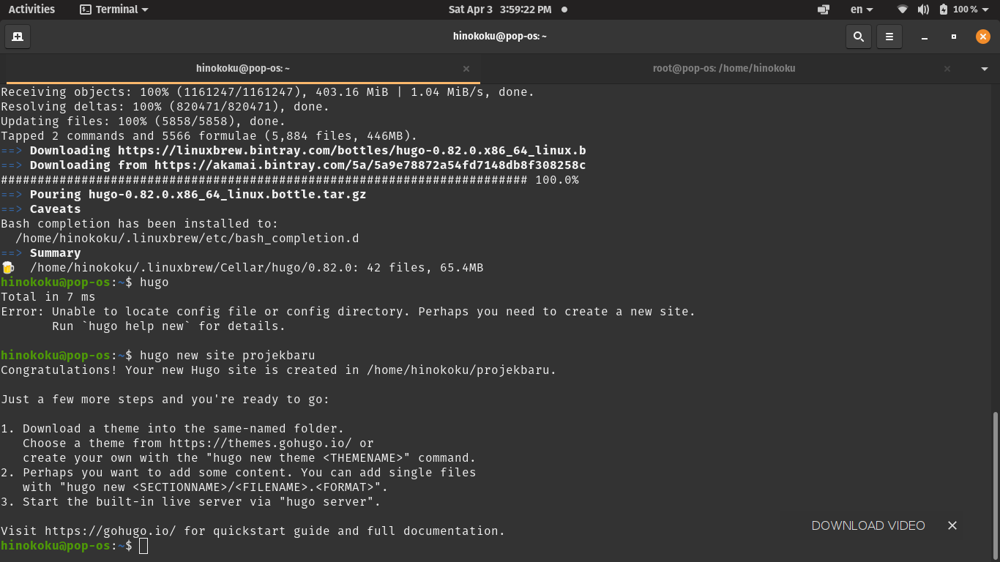 Activities Terminal Sat Apr 3 3:59:22 PM en 100 %
hinokoku@pop-os: ~
hinokoku@pop-os: ~ root@pop-os: /home/hinokoku
Receiving objects: 100% (1161247/1161247), 403.16 MiB | 1.04 MiB/s, done.
Resolving deltas: 100% (820471/820471), done.
Updating files: 100% (5858/5858), done.
Tapped 2 commands and 5566 formulae (5,884 files, 446MB).
==> Downloading https://linuxbrew.bintray.com/bottles/hugo-0.82.0.x86_64_linux.b
==> Downloading from https://akamai.bintray.com/5a/5a9e78872a54fd7148db8f308258c
######################################################################## 100.0%
==> Pouring hugo-0.82.0.x86_64_linux.bottle.tar.gz
==> Caveats
Bash completion has been installed to:
  /home/hinokoku/.linuxbrew/etc/bash_completion.d
==> Summary
🍺  /home/hinokoku/.linuxbrew/Cellar/hugo/0.82.0: 42 files, 65.4MB
hinokoku@pop-os:~$ hugo
Total in 7 ms
Error: Unable to locate config file or config directory. Perhaps you need to create a new site.
       Run `hugo help new` for details.
hinokoku@pop-os:~$ hugo new site projekbaru
Congratulations! Your new Hugo site is created in /home/hinokoku/projekbaru.
Just a few more steps and you're ready to go:
1. Download a theme into the same-named folder.
   Choose a theme from https://themes.gohugo.io/ or
   create your own with the "hugo new theme <THEMENAME>" command.
2. Perhaps you want to add some content. You can add single files
   with "hugo new <SECTIONNAME>/<FILENAME>.<FORMAT>".
3. Start the built-in live server via "hugo server".
Visit https://gohugo.io/ for quickstart guide and full documentation.
DOWNLOAD VIDEO
hinokoku@pop-os:~$